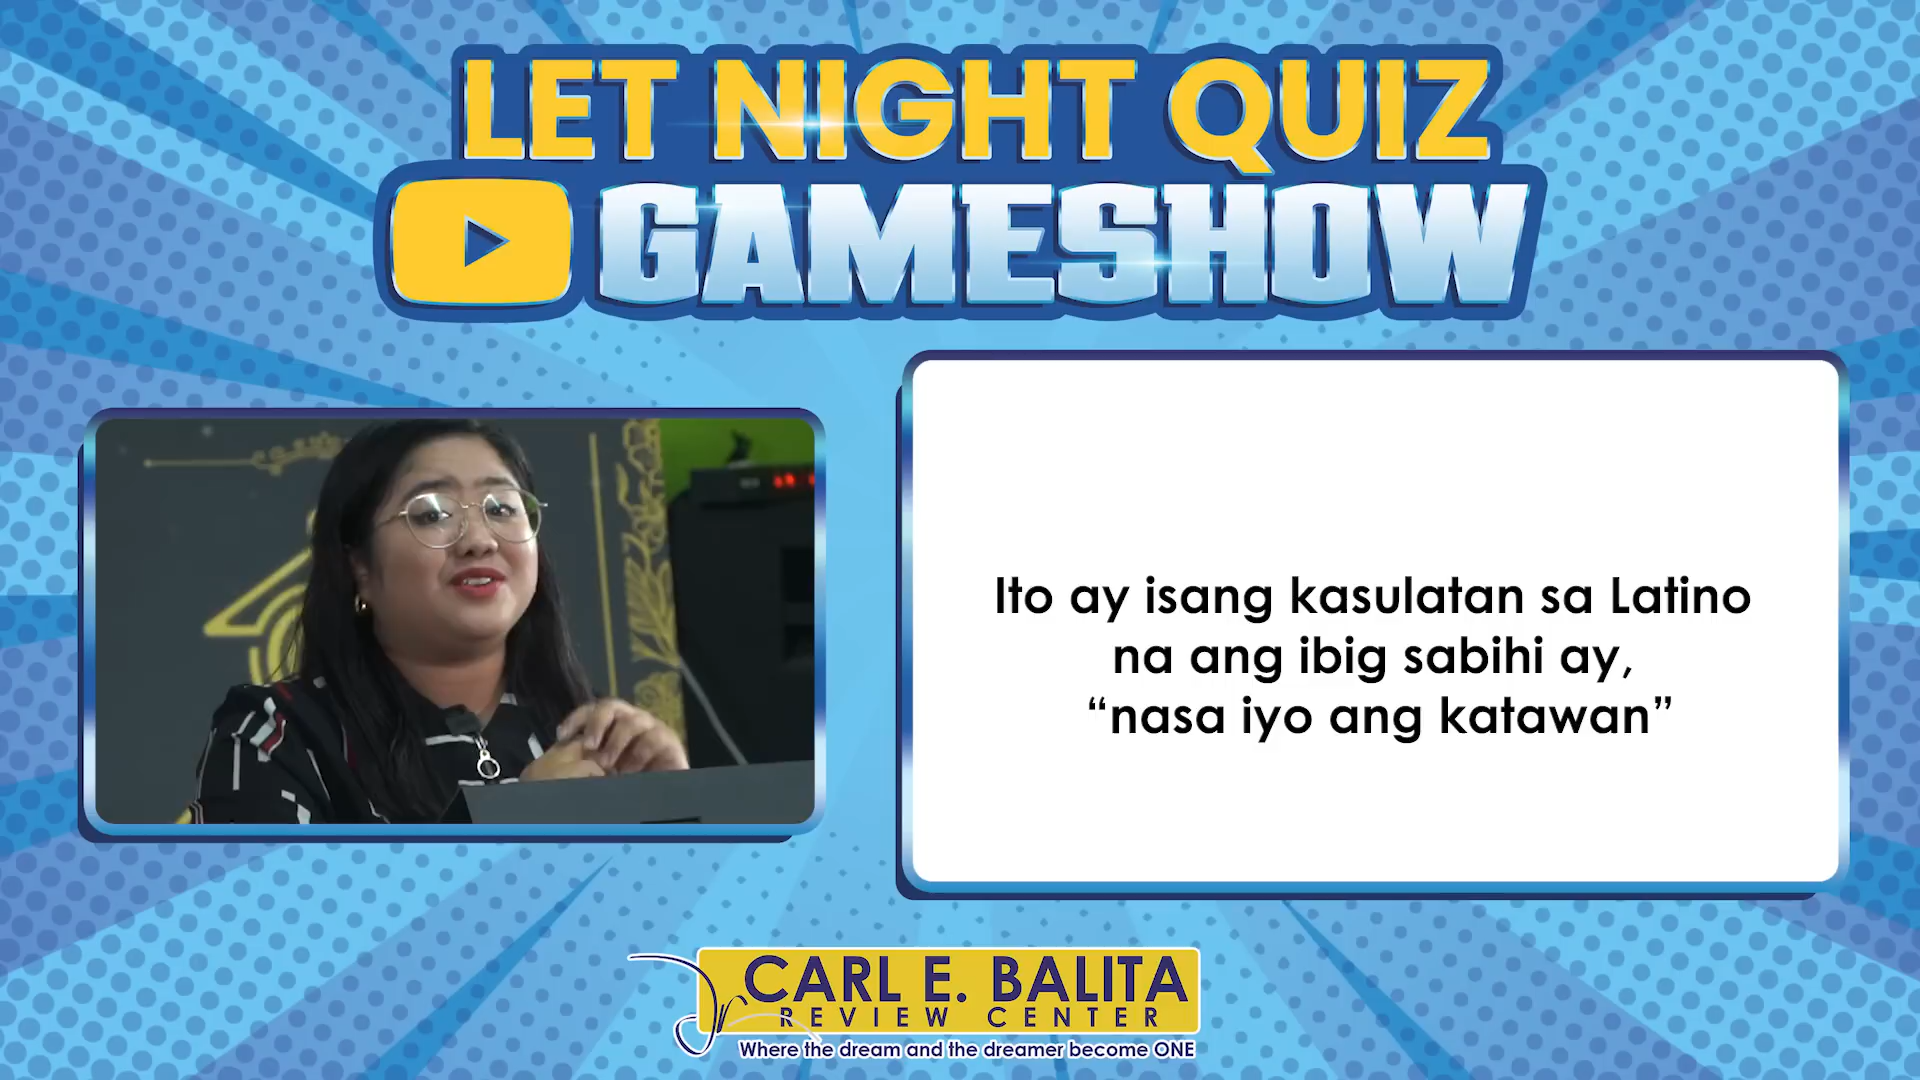 LET NIGHT QUIZ
GAMESHOW
Ito ay isang kasulatan sa Latino
na ang ibig sabihi ay,
“nasa iyo ang katawan”
Dr. CARL E. BALITA
REVIEW CENTER
Where the dream and the dreamer become ONE